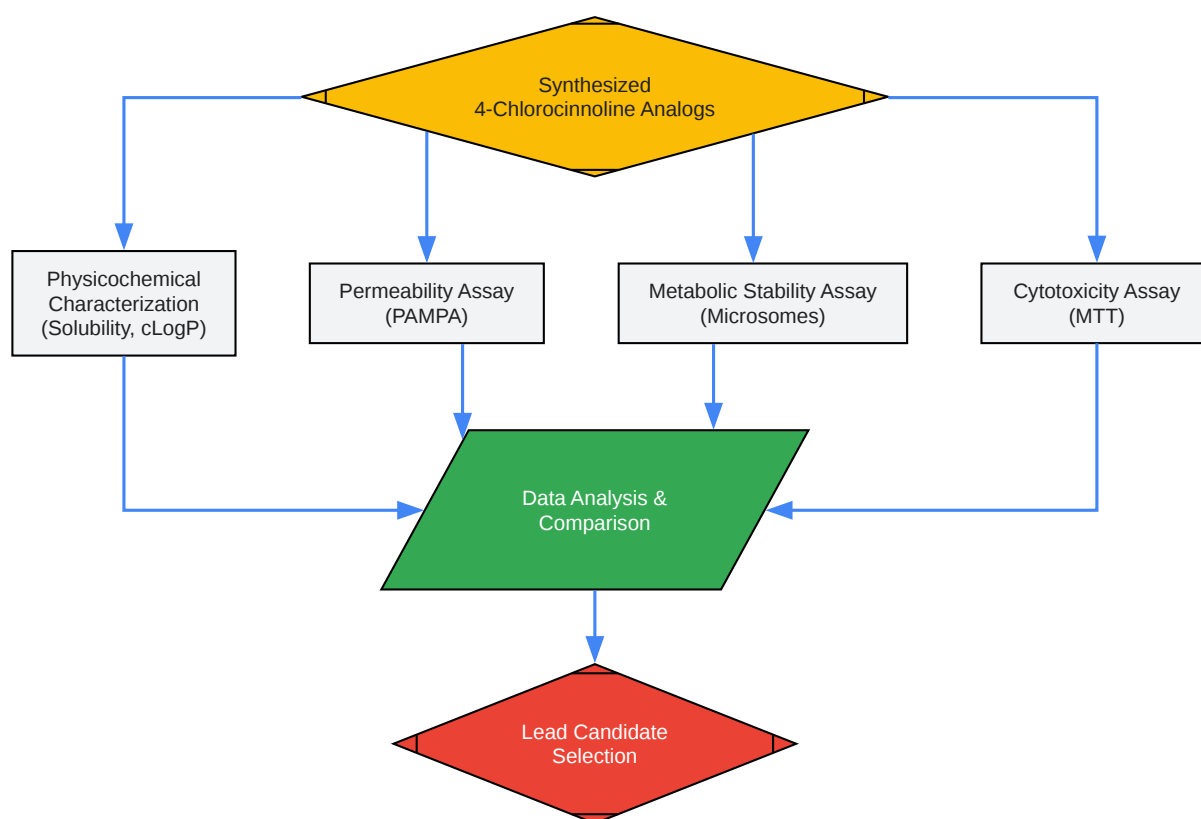 Synthesized
4-Chlorocinnoline Analogs
Physicochemical
Characterization
(Solubility, cLogP)
Permeability Assay
(PAMPA)
Metabolic Stability Assay
(Microsomes)
Cytotoxicity Assay
(MTT)
Data Analysis &
Comparison
Lead Candidate
Selection